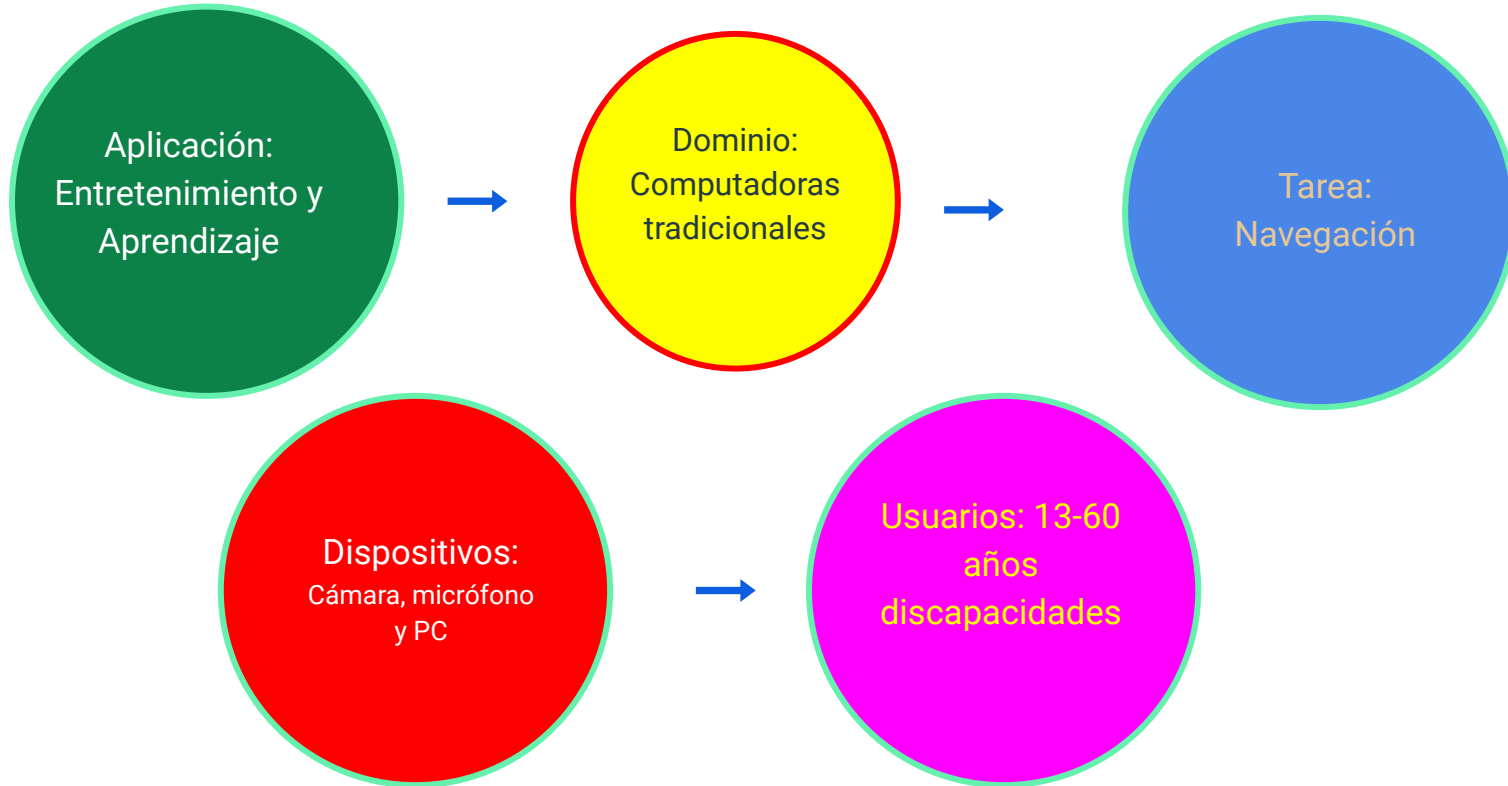 Aplicación:
Entretenimiento y
Aprendizaje
Dominio:
Computadoras
tradicionales
Tarea:
Navegación
Dispositivos:
Cámara, micrófono
y PC
Usuarios: 13-60
años
discapacidades